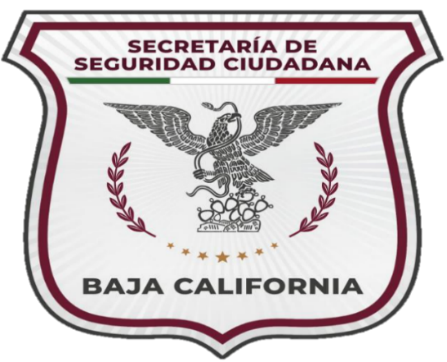 SECRETARÍA DE
SEGURIDAD CIUDADANA
BAJA CALIFORNIA